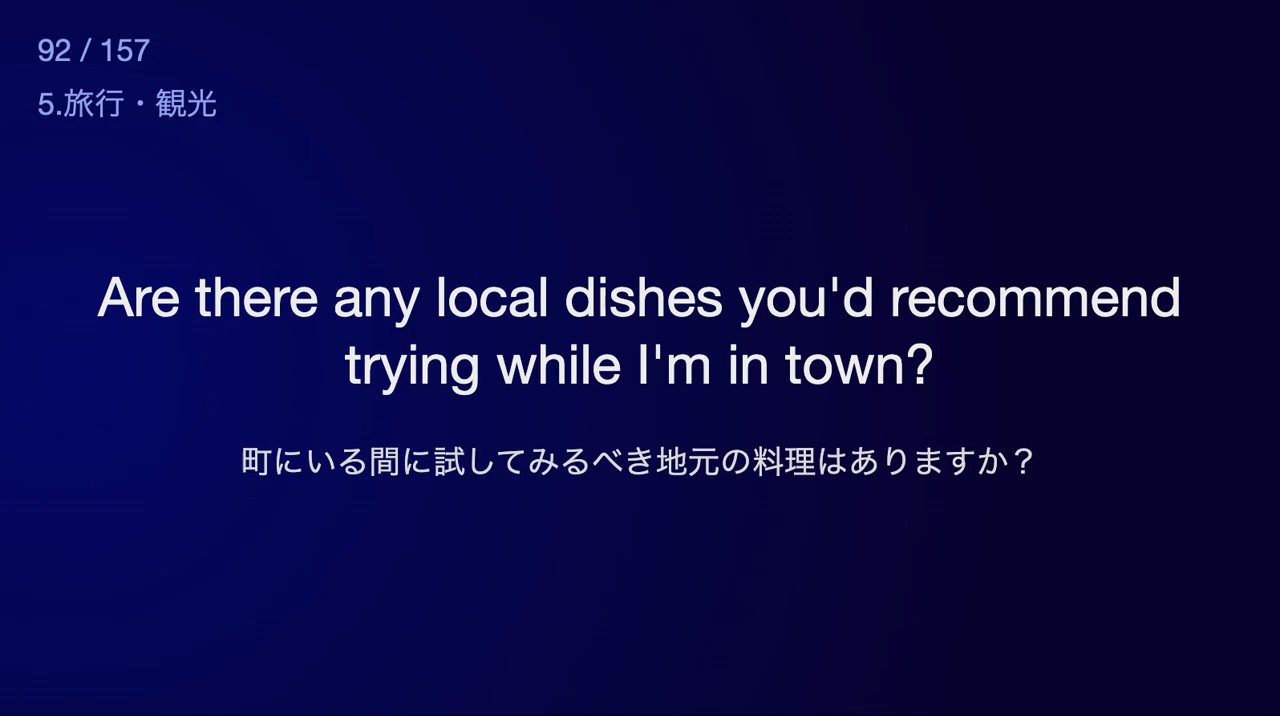 92 / 157
5.旅行・観光
Are there any local dishes you'd recommend
trying while I'm in town?
町にいる間に試してみるべき地元の料理はありますか？